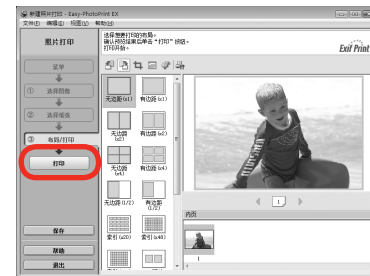 新建照片打印 - Easy-PhotoPrint EX
文件(F) 编辑(E) 视图(V) 帮助(H)
照片打印
选择想要打印的布局。
确认预览结果后单击“打印”按钮。
打印开始。
Exif Print
菜单
① 选择图像
② 选择纸张
③ 布局/打印
打印
保存
帮助
退出
无边距(x1) 有边距(x1)
无边距(x2) 有边距(x2)
无边距(x4) 有边距(x4)
无边距(1/2) 有边距(1/2)
索引(x20) 索引(x40)
1
内页
1